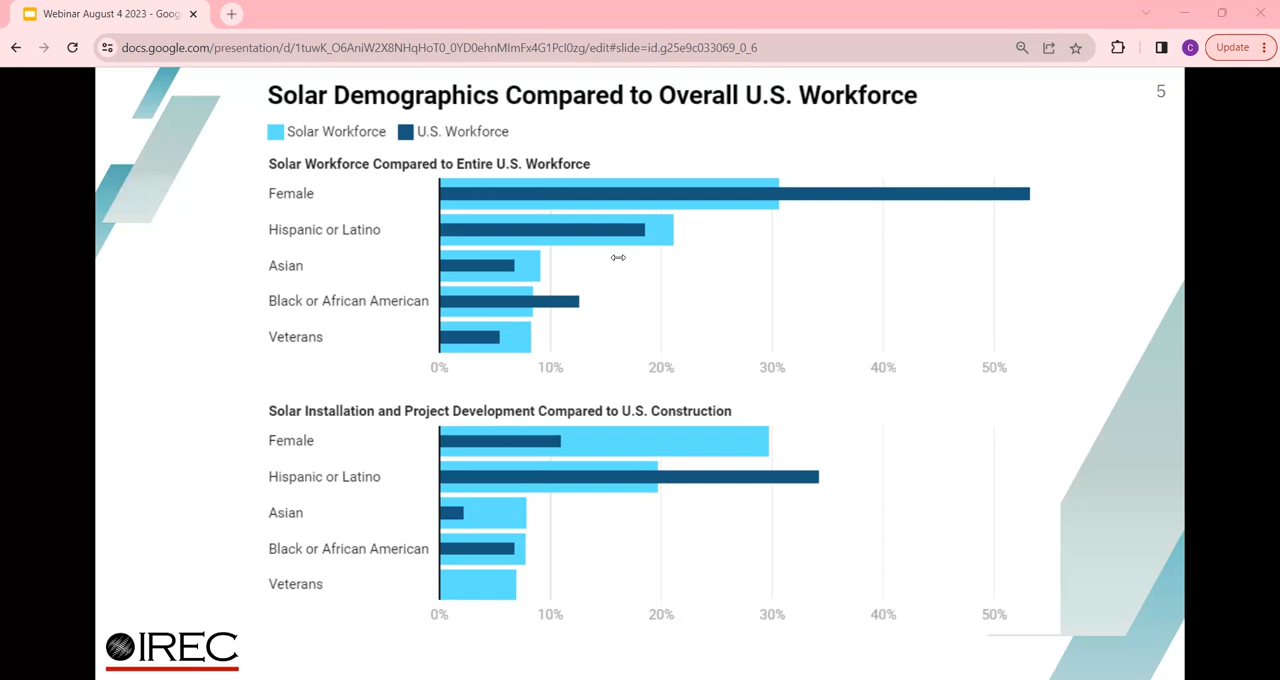 Webinar August 4 2023 - Goog
docs.google.com/presentation/d/1tuwK_O6AniW2X8NHqHoT0_0YD0ehnMImFx4G1PcI0zg/edit#slide=id.g25e9c033069_0_6
C
Update
Solar Demographics Compared to Overall U.S. Workforce
5
Solar Workforce U.S. Workforce
Solar Workforce Compared to Entire U.S. Workforce
Female
Hispanic or Latino
Asian
Black or African American
Veterans
0% 10% 20% 30% 40% 50%
Solar Installation and Project Development Compared to U.S. Construction
Female
Hispanic or Latino
Asian
Black or African American
Veterans
0% 10% 20% 30% 40% 50%
IREC